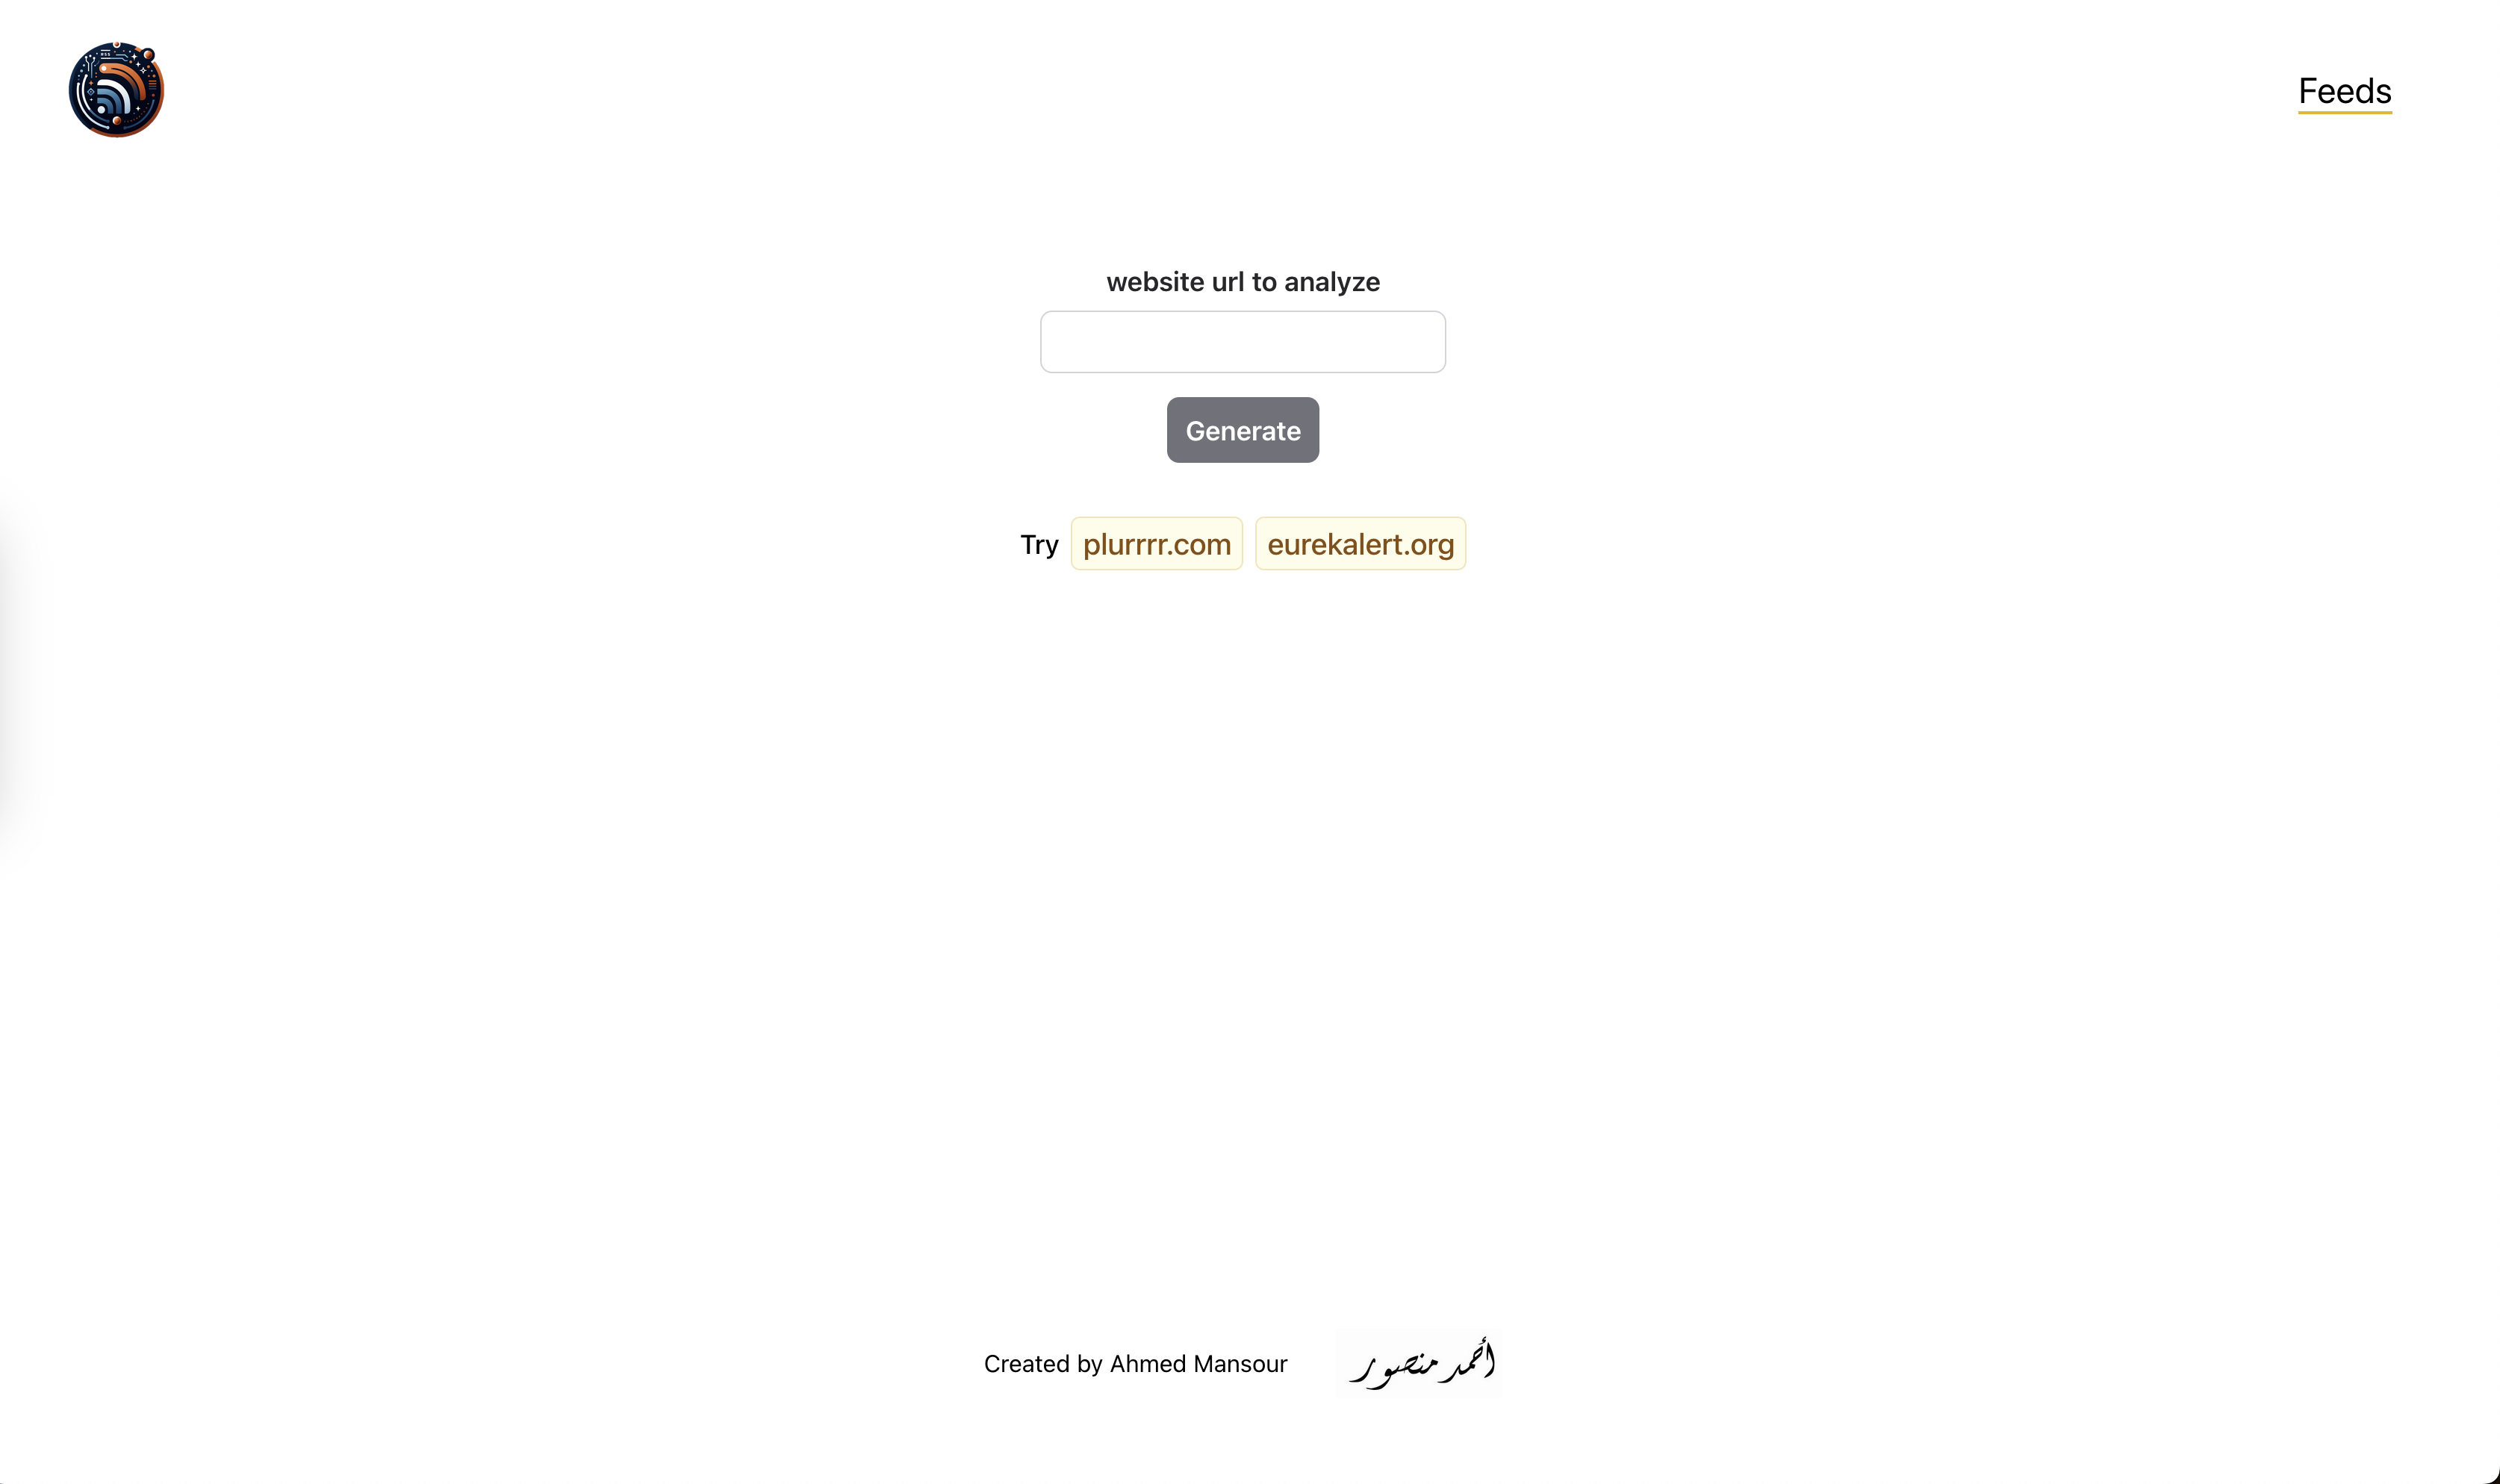 Feeds
website url to analyze
Generate
Try plurrrr.com eurekalert.org
Created by Ahmed Mansour أحمد منصور